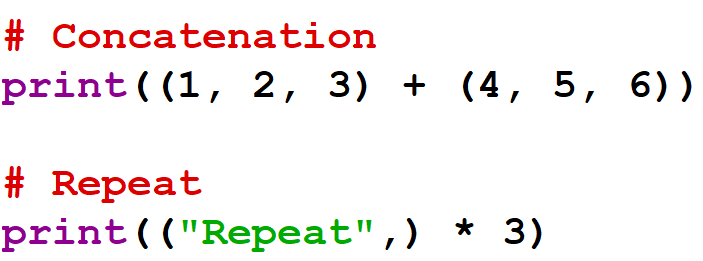 # Concatenation
print((1, 2, 3) + (4, 5, 6))
# Repeat
print(("Repeat",) * 3)